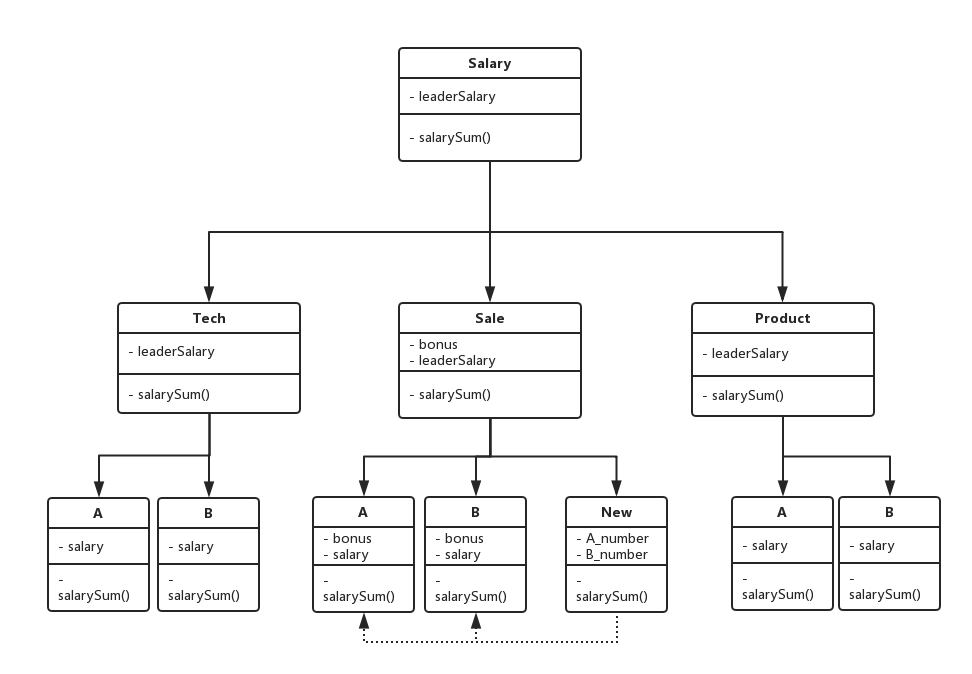 Salary
- leaderSalary
- salarySum()
Tech
- leaderSalary
- salarySum()
Sale
- bonus
- leaderSalary
- salarySum()
Product
- leaderSalary
- salarySum()
A
- salary
-
salarySum()
B
- salary
-
salarySum()
A
- bonus
- salary
-
salarySum()
B
- bonus
- salary
-
salarySum()
New
- A_number
- B_number
-
salarySum()
A
- salary
-
salarySum()
B
- salary
-
salarySum()